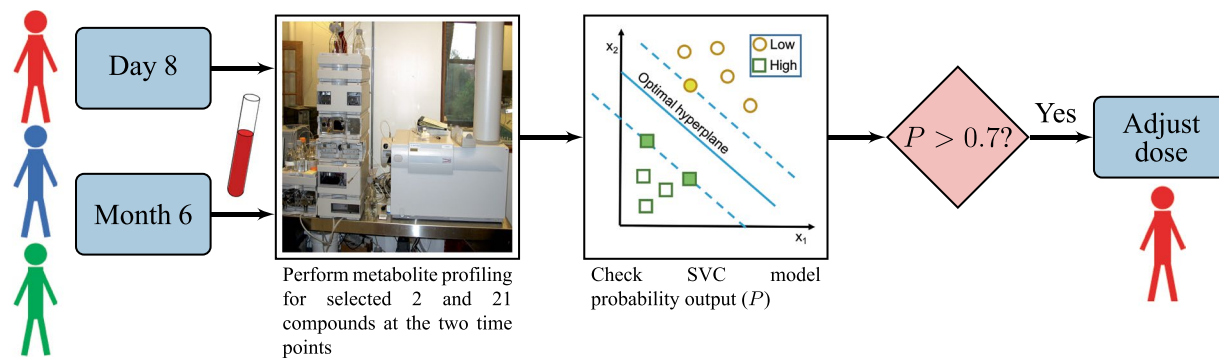 Day 8
Month 6
Perform metabolite profiling
for selected 2 and 21
compounds at the two time
points
x₂
Low
High
Optimal hyperplane
x₁
Check SVC model
probability output (P)
P > 0.7?
Yes
Adjust
dose